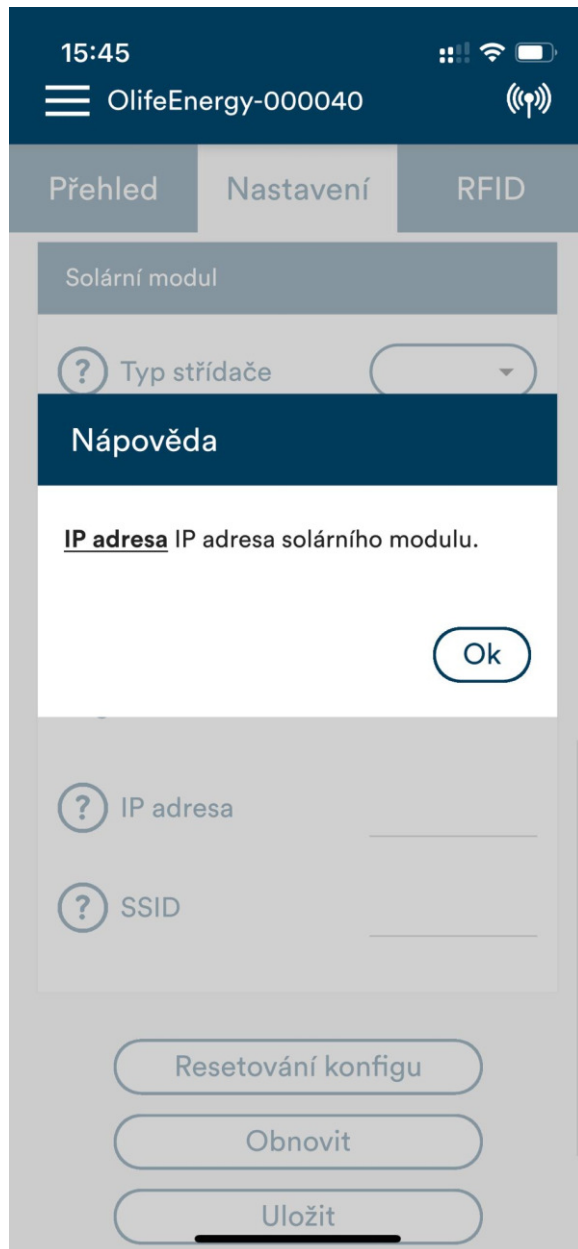 15:45
OlifeEnergy-000040
Přehled Nastavení RFID
Solární modul
? Typ střídače
Nápověda
IP adresa IP adresa solárního modulu.
Ok
? IP adresa
? SSID
Resetování konfigu
Obnovit
Uložit